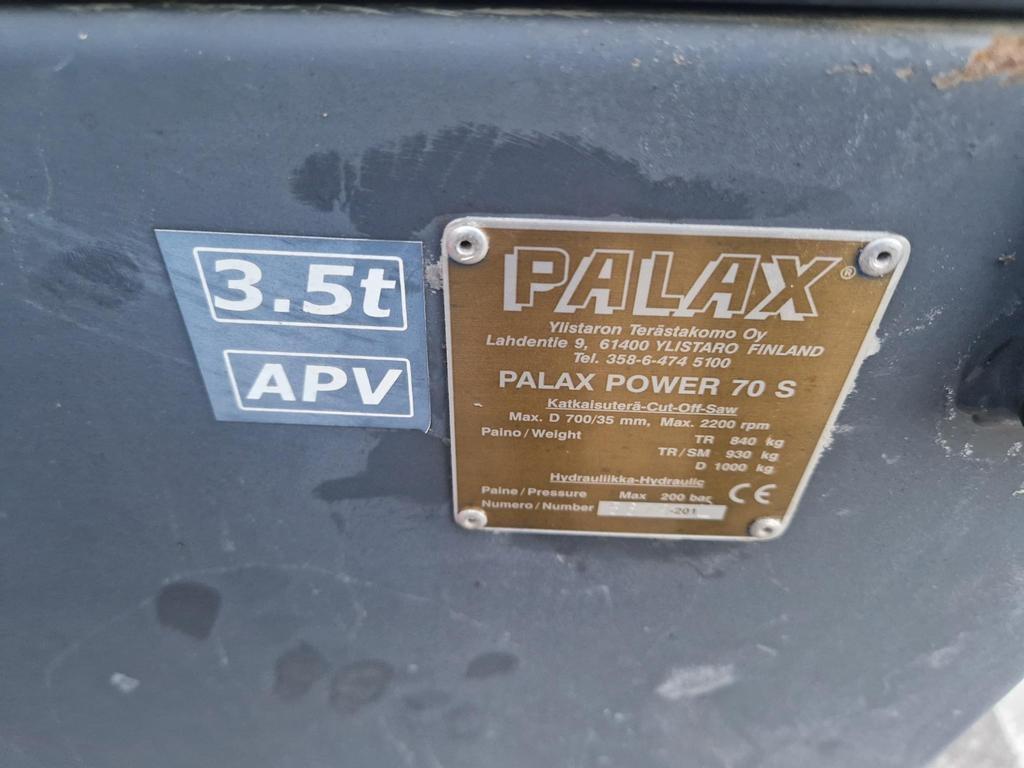 3.5t
APV
PALAX®
Ylistaron Terästakomo Oy
Lahdentie 9, 61400 YLISTARO FINLAND
Tel. 358-6-474 5100
PALAX POWER 70 S
Katkaisuterä-Cut-Off-Saw
Max. D 700/35 mm, Max. 2200 rpm
Paino/Weight TR 840 kg
TR/SM 930 kg
D 1000 kg
Hydrauliikka-Hydraulic
Paine/Pressure Max 200 bar CE
Numero/Number -201